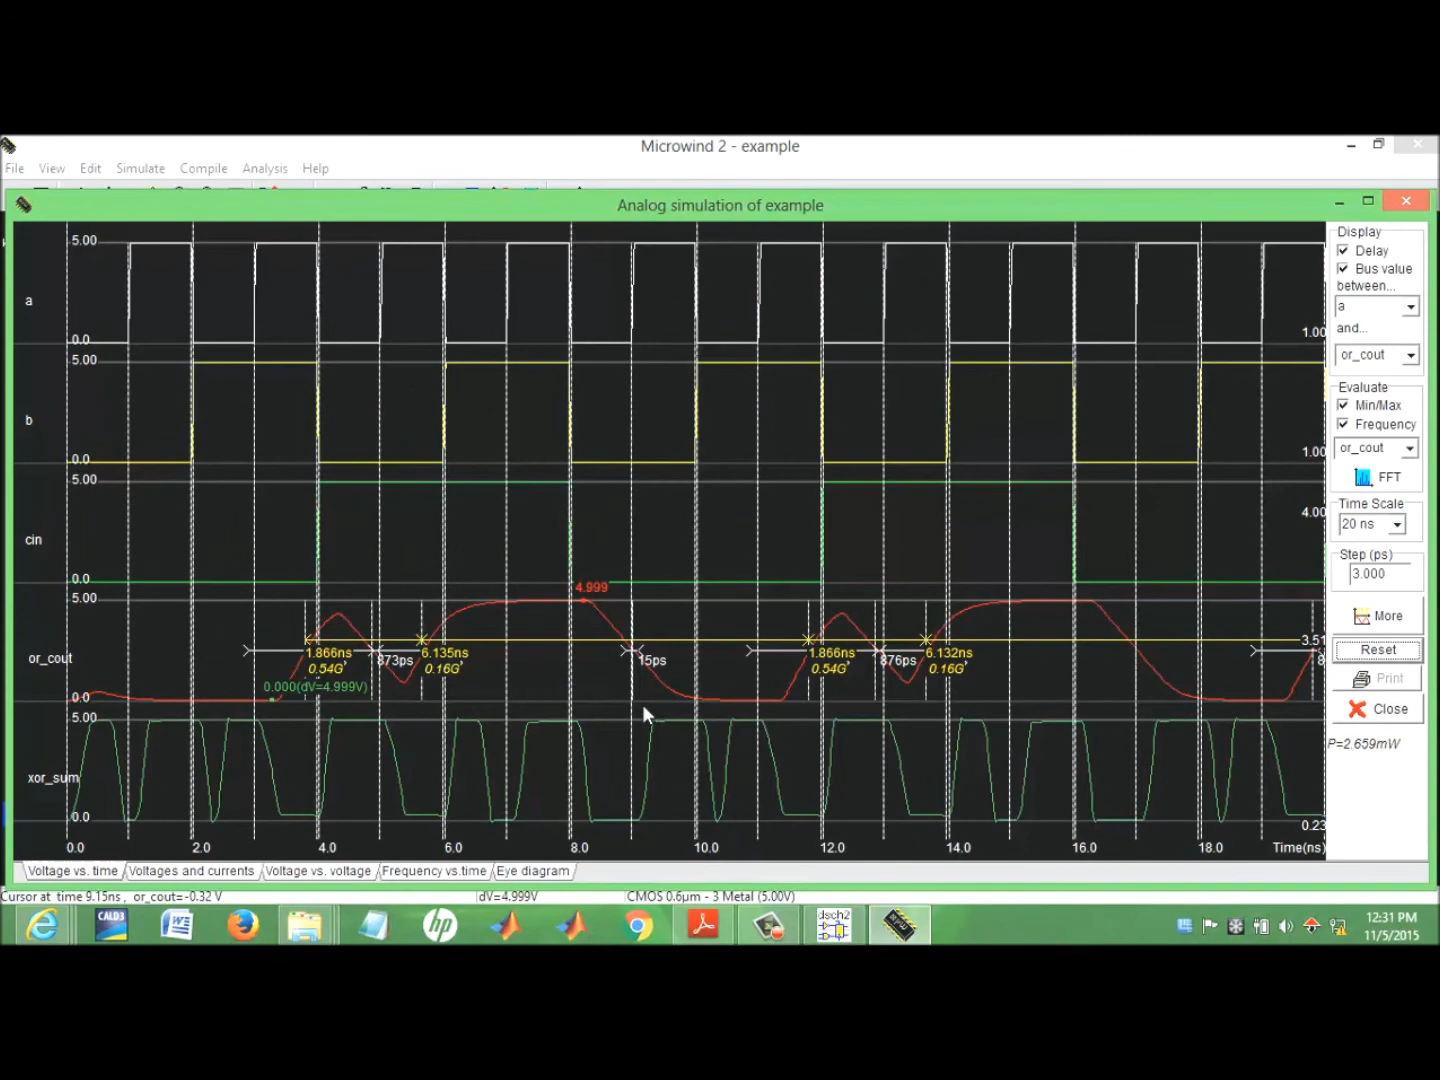 Microwind 2 - example
File View Edit Simulate Compile Analysis Help
Analog simulation of example
5.00
a
0.0
1.00
5.00
b
0.0
1.00
5.00
cin
0.0
4.00
5.00
4.999
or_cout
1.866ns
0.54G'
873ps
6.135ns
0.16G'
15ps
1.866ns
0.54G'
876ps
6.132ns
0.16G'
3.51
8
0.000(dV=4.999V)
0.0
5.00
xor_sum
0.0
0.23
0.0 2.0 4.0 6.0 8.0 10.0 12.0 14.0 16.0 18.0 Time(ns)
Display
Delay
Bus value
between...
a
and...
or_cout
Evaluate
Min/Max
Frequency
or_cout
FFT
Time Scale
20 ns
Step (ps)
3.000
More
Reset
Print
Close
P=2.659mW
Voltage vs. time Voltages and currents Voltage vs. voltage Frequency vs.time Eye diagram
Cursor at time 9.15ns , or_cout=-0.32 V dV=4.999V CMOS 0.6µm - 3 Metal (5.00V)
CALD3
hp
dsch2
12:31 PM
11/5/2015